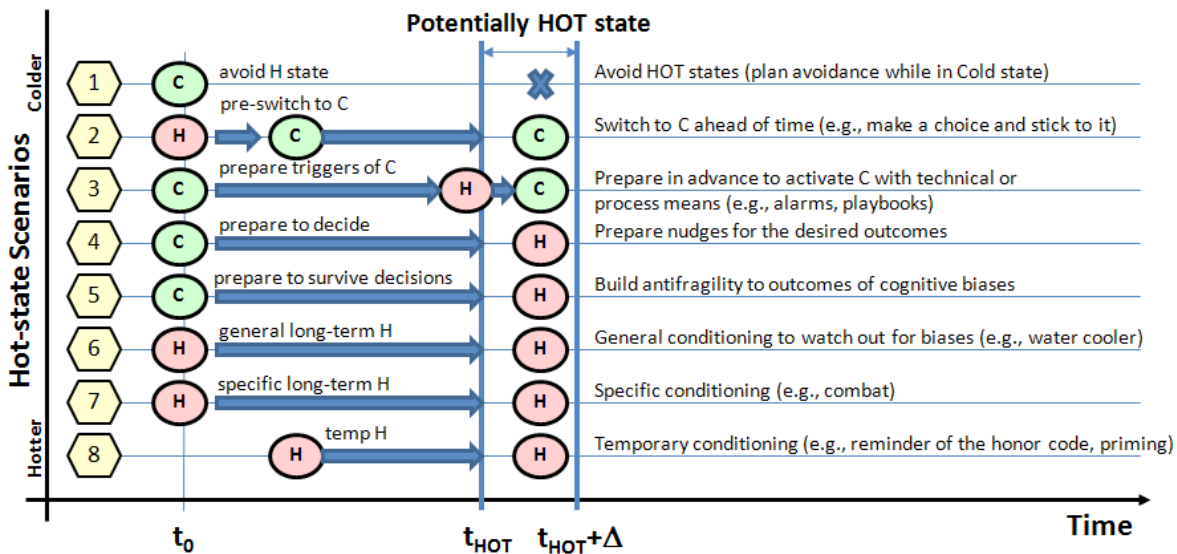 Potentially HOT state
Hot-state Scenarios
Colder
Hotter
1
C
avoid H state
Avoid HOT states (plan avoidance while in Cold state)
2
H
pre-switch to C
C
C
Switch to C ahead of time (e.g., make a choice and stick to it)
3
C
prepare triggers of C
H
C
Prepare in advance to activate C with technical or
process means (e.g., alarms, playbooks)
4
C
prepare to decide
H
Prepare nudges for the desired outcomes
5
C
prepare to survive decisions
H
Build antifragility to outcomes of cognitive biases
6
H
general long-term H
H
General conditioning to watch out for biases (e.g., water cooler)
7
H
specific long-term H
H
Specific conditioning (e.g., combat)
8
H
temp H
H
Temporary conditioning (e.g., reminder of the honor code, priming)
t0
tHOT
tHOT+Δ
Time